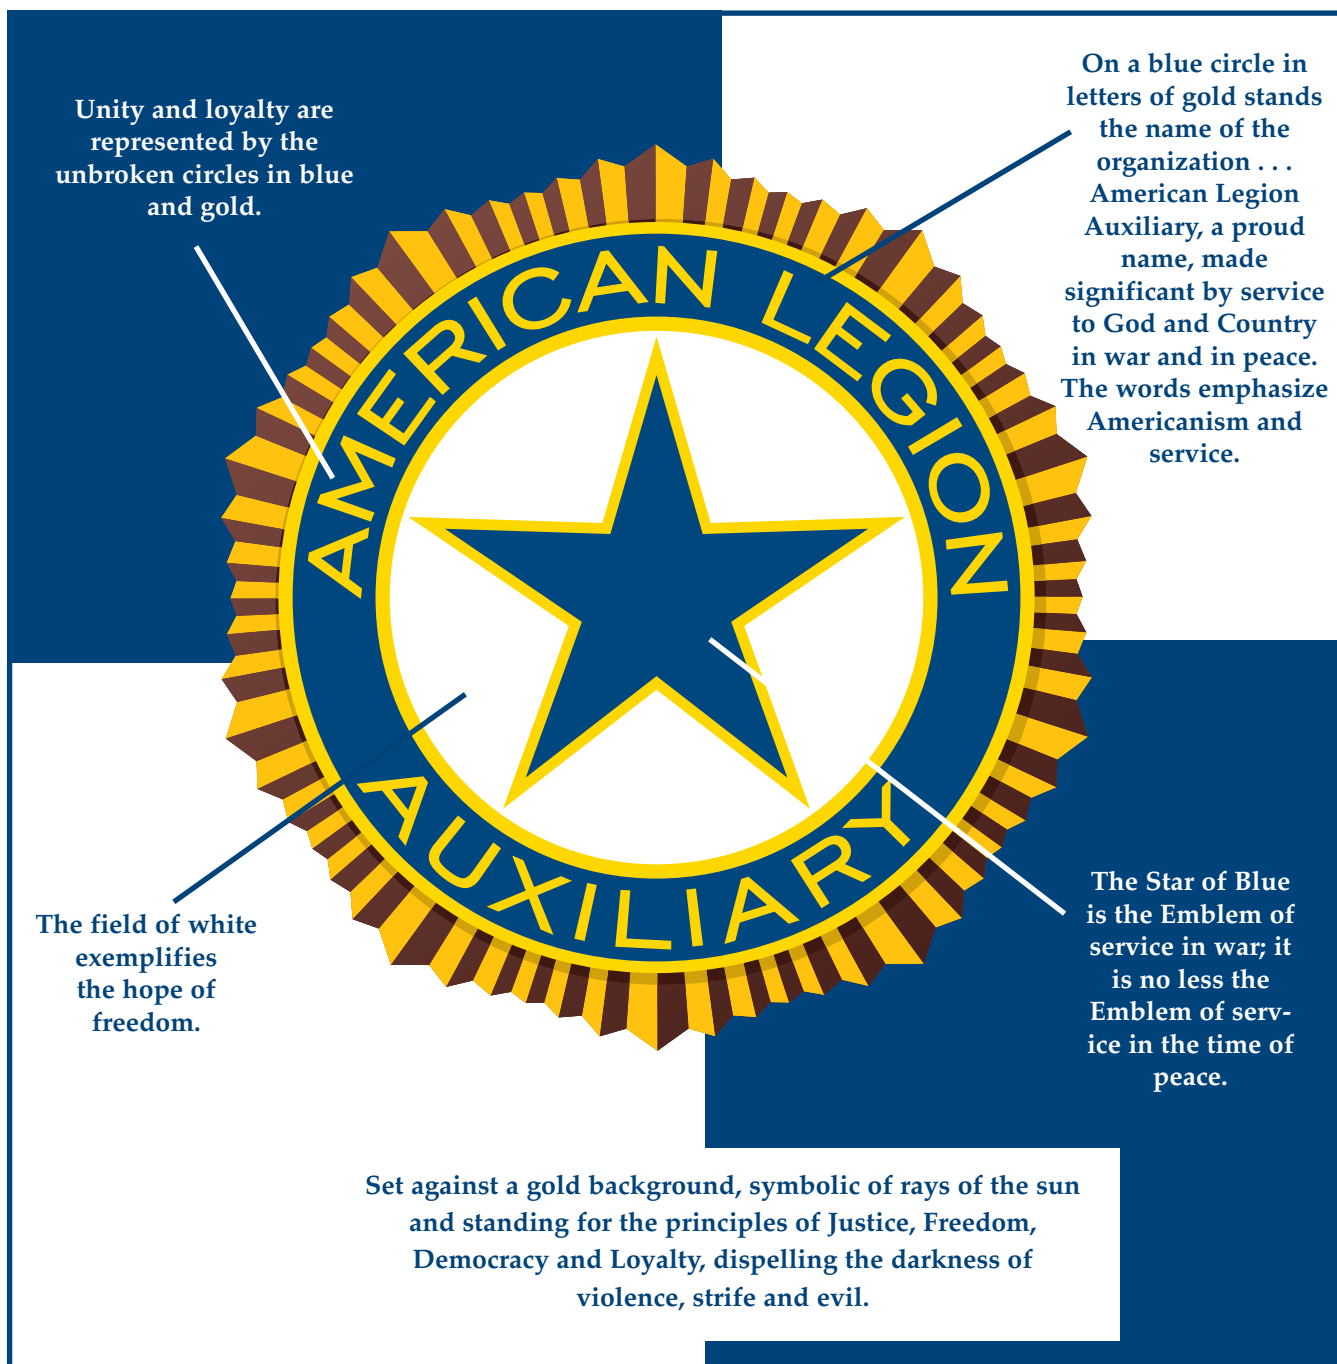 Unity and loyalty are
represented by the
unbroken circles in blue
and gold.
On a blue circle in
letters of gold stands
the name of the
organization . . .
American Legion
Auxiliary, a proud
name, made
significant by service
to God and Country
in war and in peace.
The words emphasize
Americanism and
service.
AMERICAN LEGION
AUXILIARY
The field of white
exemplifies
the hope of
freedom.
The Star of Blue
is the Emblem of
service in war; it
is no less the
Emblem of serv-
ice in the time of
peace.
Set against a gold background, symbolic of rays of the sun
and standing for the principles of Justice, Freedom,
Democracy and Loyalty, dispelling the darkness of
violence, strife and evil.